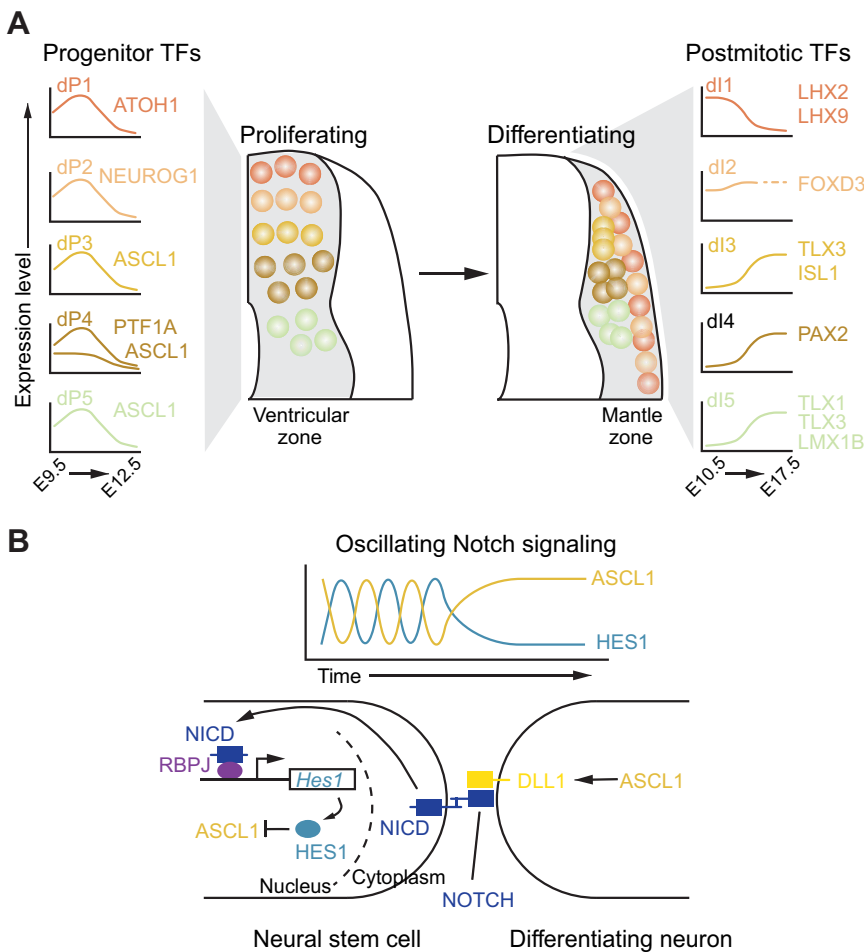 A
Progenitor TFs
Postmitotic TFs
Expression level
dP1
ATOH1
dP2
NEUROG1
dP3
ASCL1
dP4
PTF1A
ASCL1
dP5
ASCL1
E9.5
E12.5
Proliferating
Ventricular
zone
Differentiating
Mantle
zone
dI1
LHX2
LHX9
dI2
FOXD3
dI3
TLX3
ISL1
dI4
PAX2
dI5
TLX1
TLX3
LMX1B
E10.5
E17.5
B
Oscillating Notch signaling
ASCL1
HES1
Time
NICD
RBPJ
Hes1
ASCL1
HES1
Nucleus
Cytoplasm
NICD
NOTCH
DLL1
ASCL1
Neural stem cell
Differentiating neuron